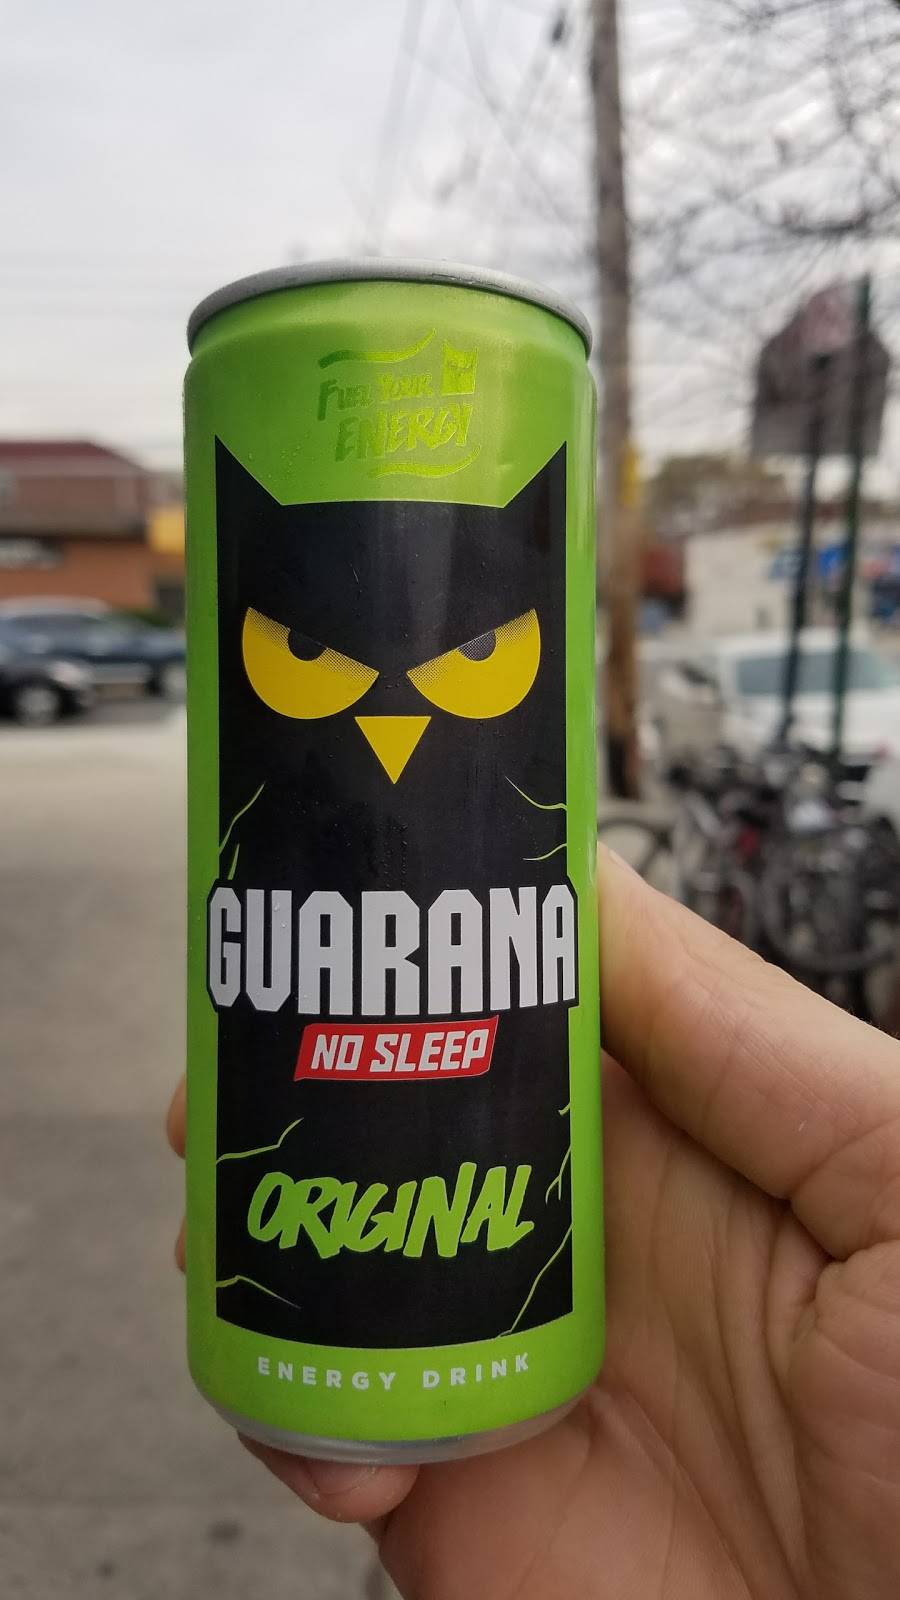 FUEL YOUR
ENERGY
GUARANA
NO SLEEP
ORIGINAL
ENERGY DRINK